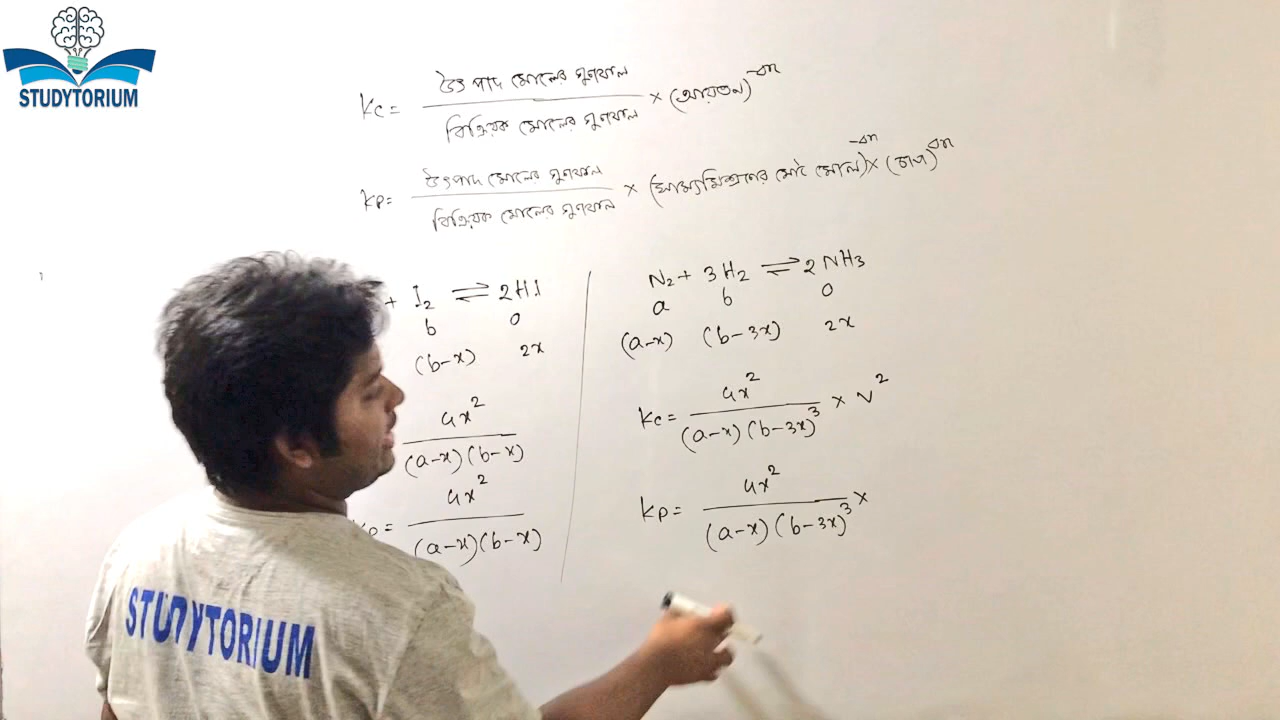 STUDYTORIUM
Kc = উৎপাদ মোলের গুণফল / বিক্রিয়ক মোলের গুণফল × (আয়তন)^-Δn
Kp = উৎপাদ মোলের গুণফল / বিক্রিয়ক মোলের গুণফল × (সাম্যমিশ্রণের মোট মোল)^-Δn × (চাপ)^Δn
+ I₂ ⇌ 2HI
b 0
(b-x) 2x
4x² / (a-x)(b-x)
= 4x² / (a-x)(b-x)
N₂ + 3H₂ ⇌ 2NH₃
a b 0
(a-x) (b-3x) 2x
Kc = 4x² / (a-x)(b-3x)³ × V²
Kp = 4x² / (a-x)(b-3x)³ ×
STUDYTORIUM